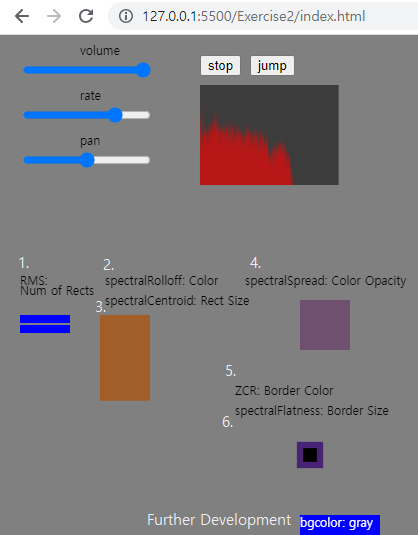 127.0.0.1:5500/Exercise2/index.html
volume
stop jump
rate
pan
1.
RMS:
Num of Rects
2.
spectralRolloff: Color
3.
spectralCentroid: Rect Size
4.
spectralSpread: Color Opacity
5.
ZCR: Border Color
spectralFlatness: Border Size
6.
Further Development bgcolor: gray